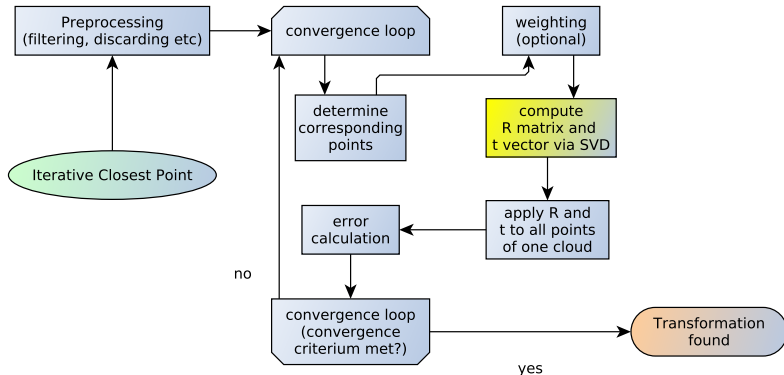 Preprocessing
(filtering, discarding etc)
convergence loop
weighting
(optional)
determine
corresponding
points
compute
R matrix and
t vector via SVD
Iterative Closest Point
error
calculation
apply R and
t to all points
of one cloud
no
convergence loop
(convergence
criterium met?)
Transformation
found
yes